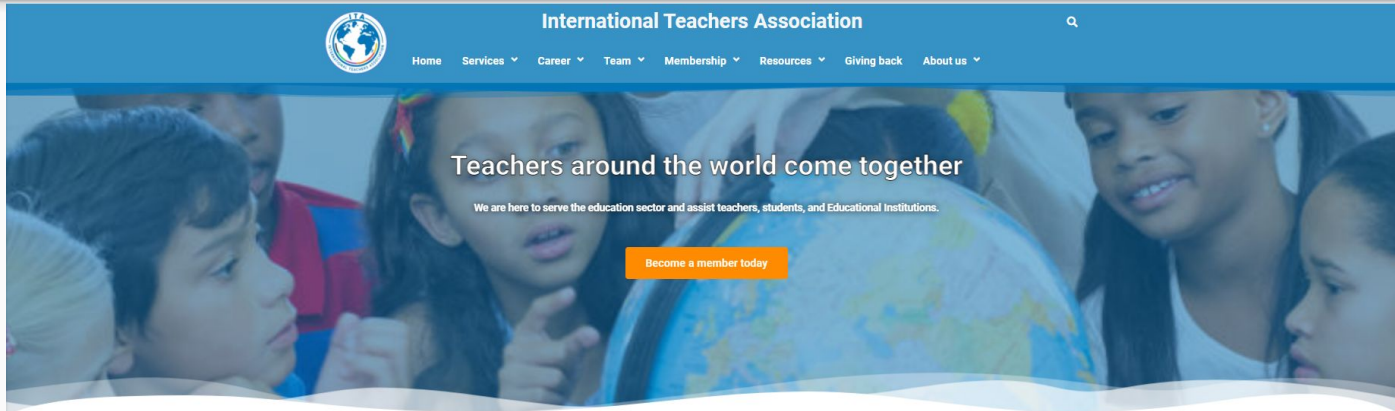 ITA
International Teachers Association
Home Services Career Team Membership Resources Giving back About us
Teachers around the world come together
We are here to serve the education sector and assist teachers, students, and Educational Institutions.
Become a member today